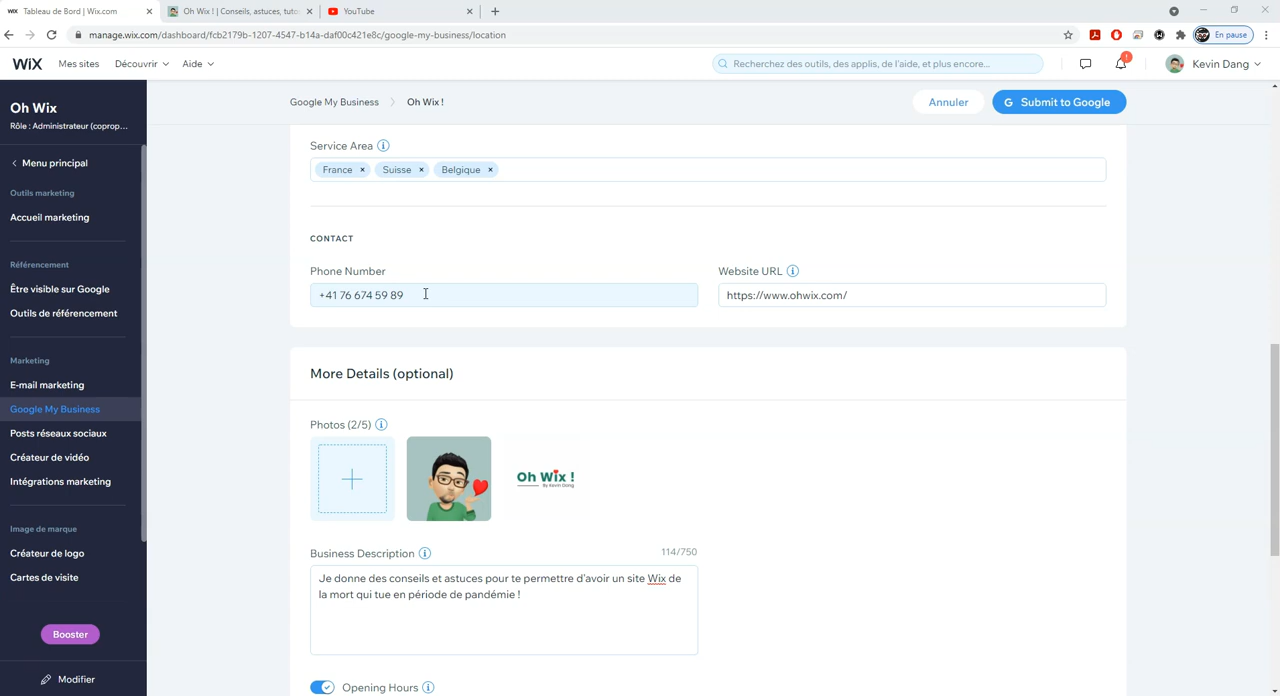 Tableau de Bord | Wix.com
Oh Wix ! | Conseils, astuces, tuto
YouTube
manage.wix.com/dashboard/fcb2179b-1207-4547-b14a-daf00c421e8c/google-my-business/location
En pause
WiX
Mes sites
Découvrir
Aide
Recherchez des outils, des applis, de l'aide, et plus encore...
1
Kevin Dang
Oh Wix
Rôle : Administrateur (coprop...
Menu principal
Outils marketing
Accueil marketing
Référencement
Être visible sur Google
Outils de référencement
Marketing
E-mail marketing
Google My Business
Posts réseaux sociaux
Créateur de vidéo
Intégrations marketing
Image de marque
Créateur de logo
Cartes de visite
Booster
Modifier
Google My Business > Oh Wix !
Annuler
G Submit to Google
Service Area
France × Suisse × Belgique ×
CONTACT
Phone Number
+41 76 674 59 89
Website URL
https://www.ohwix.com/
More Details (optional)
Photos (2/5)
Oh Wix !
By Kevin Dang
Business Description
114/750
Je donne des conseils et astuces pour te permettre d'avoir un site Wix de
la mort qui tue en période de pandémie !
Opening Hours